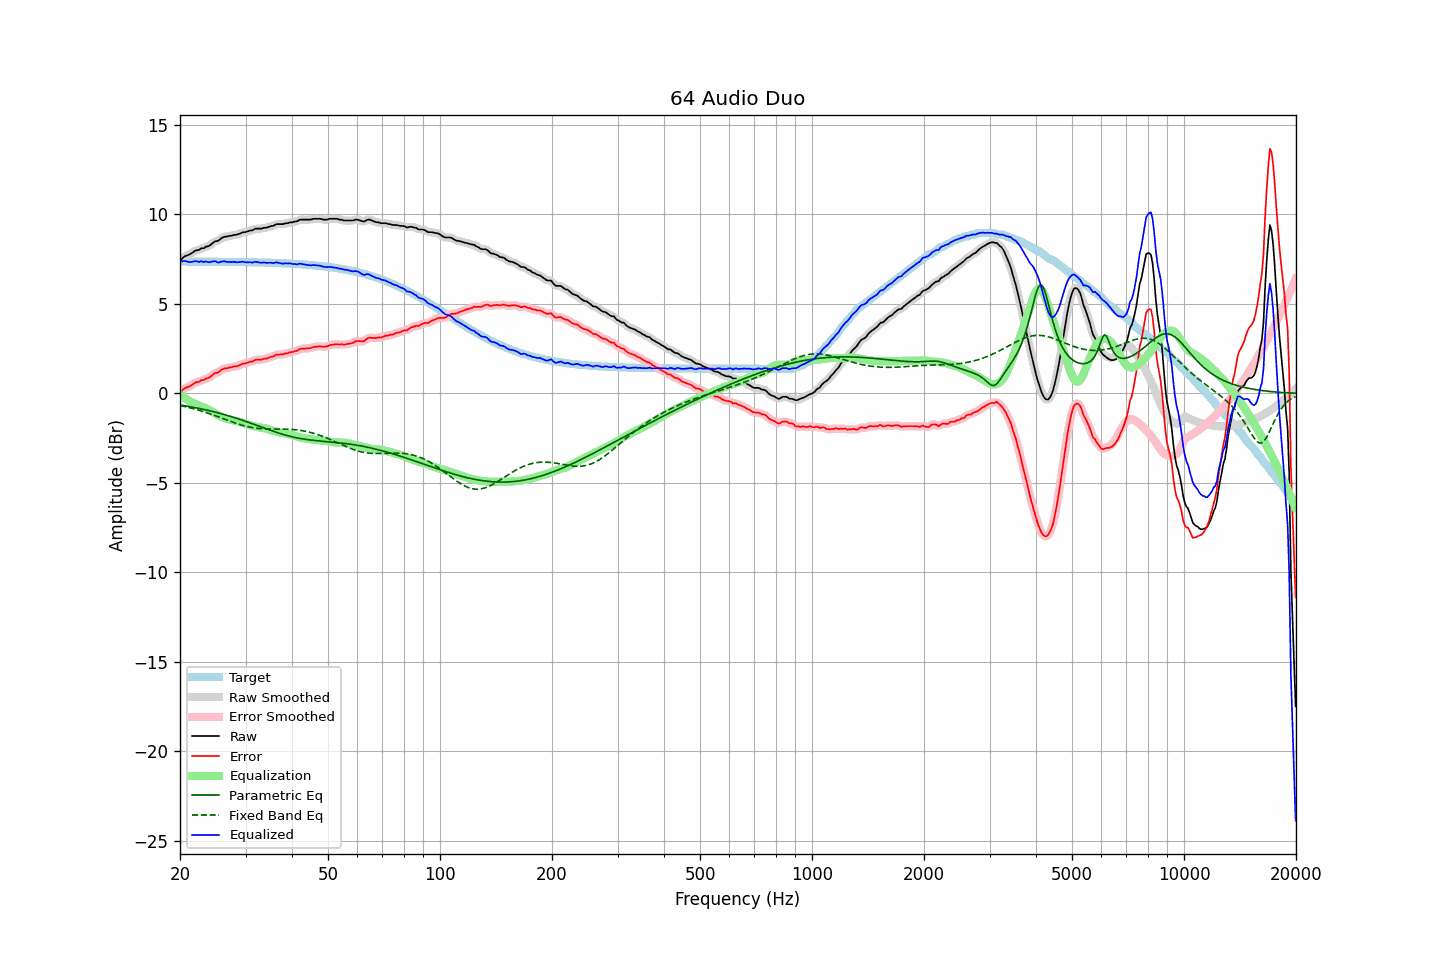 64 Audio Duo
Amplitude (dBr)
15
10
5
0
−5
−10
−15
−20
−25
Target
Raw Smoothed
Error Smoothed
Raw
Error
Equalization
Parametric Eq
Fixed Band Eq
Equalized
20 50 100 200 500 1000 2000 5000 10000 20000
Frequency (Hz)